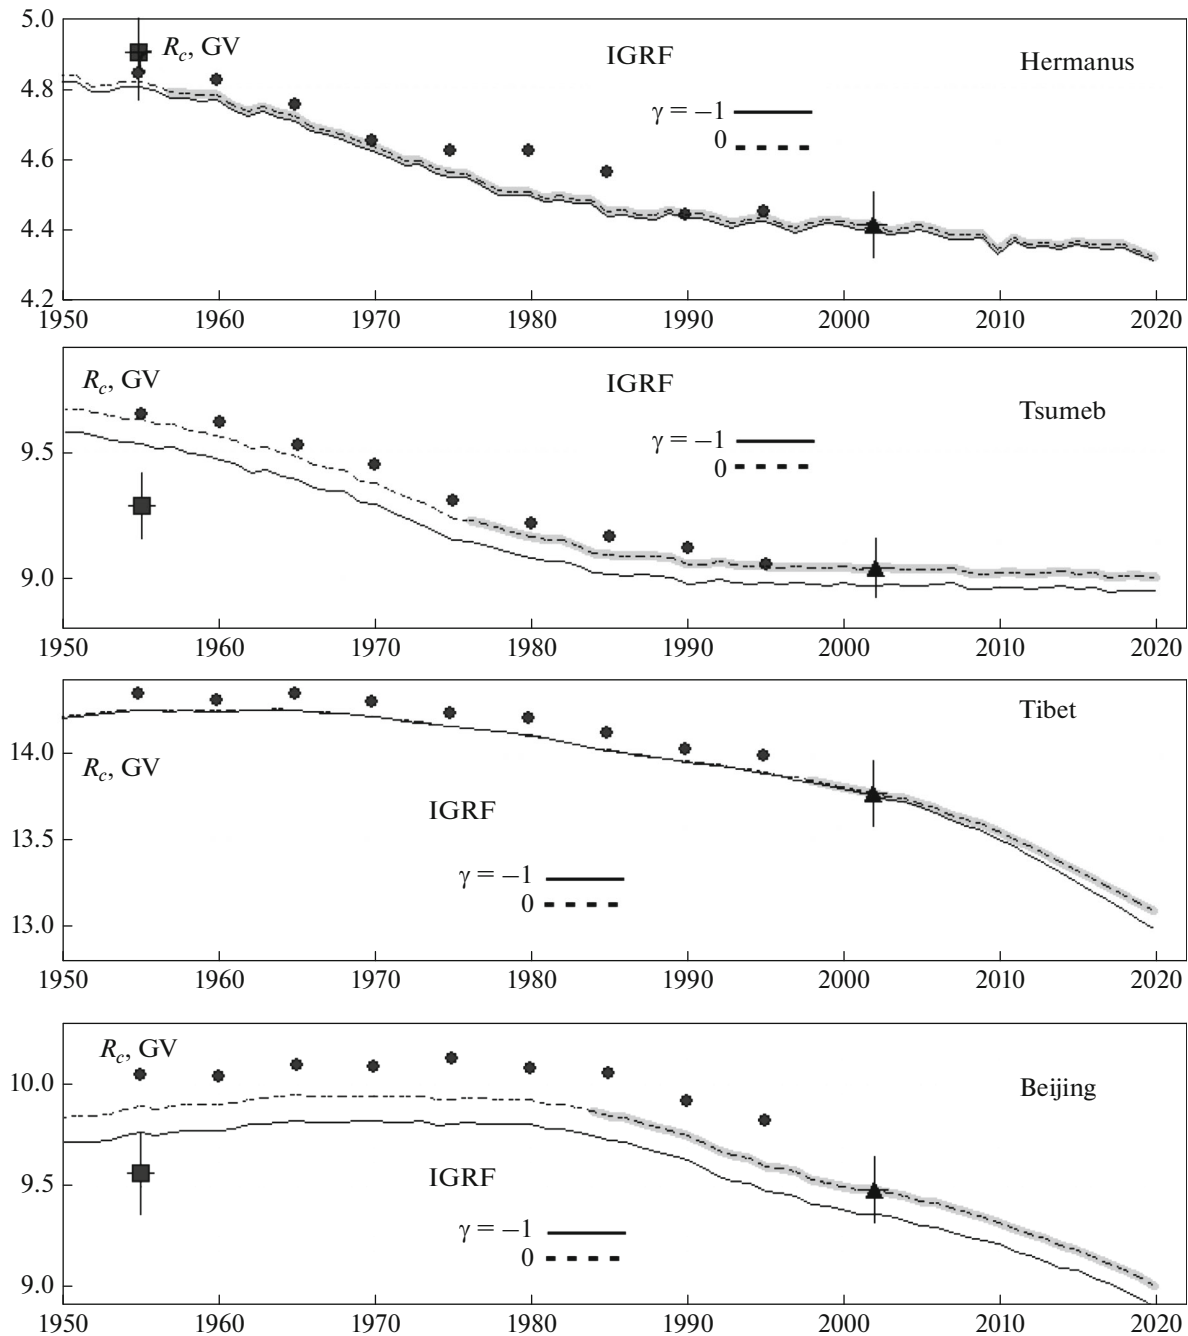 5.0
R_c, GV
IGRF
Hermanus
4.8
γ = −1
0
4.6
4.4
4.2
1950 1960 1970 1980 1990 2000 2010 2020
R_c, GV
IGRF
Tsumeb
γ = −1
9.5
0
9.0
1950 1960 1970 1980 1990 2000 2010 2020
Tibet
14.0
R_c, GV
IGRF
13.5
γ = −1
0
13.0
1950 1960 1970 1980 1990 2000 2010 2020
R_c, GV
10.0
Beijing
IGRF
9.5
γ = −1
0
9.0
1950 1960 1970 1980 1990 2000 2010 2020